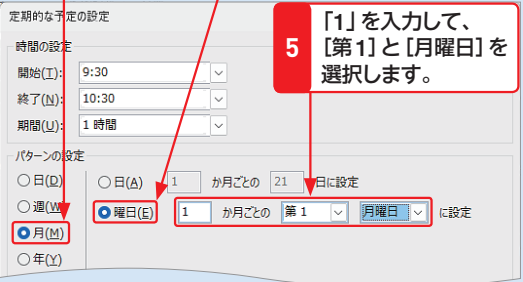 定期的な予定の設定
5
「1」を入力して、
[第1]と[月曜日]を
選択します。
時間の設定
開始(T): 9:30
終了(N): 10:30
期間(U): 1 時間
パターンの設定
日(D)
日(A) 1 か月ごとの 21 日に設定
週(W)
曜日(E) 1 か月ごとの 第 1 月曜日 に設定
月(M)
年(Y)